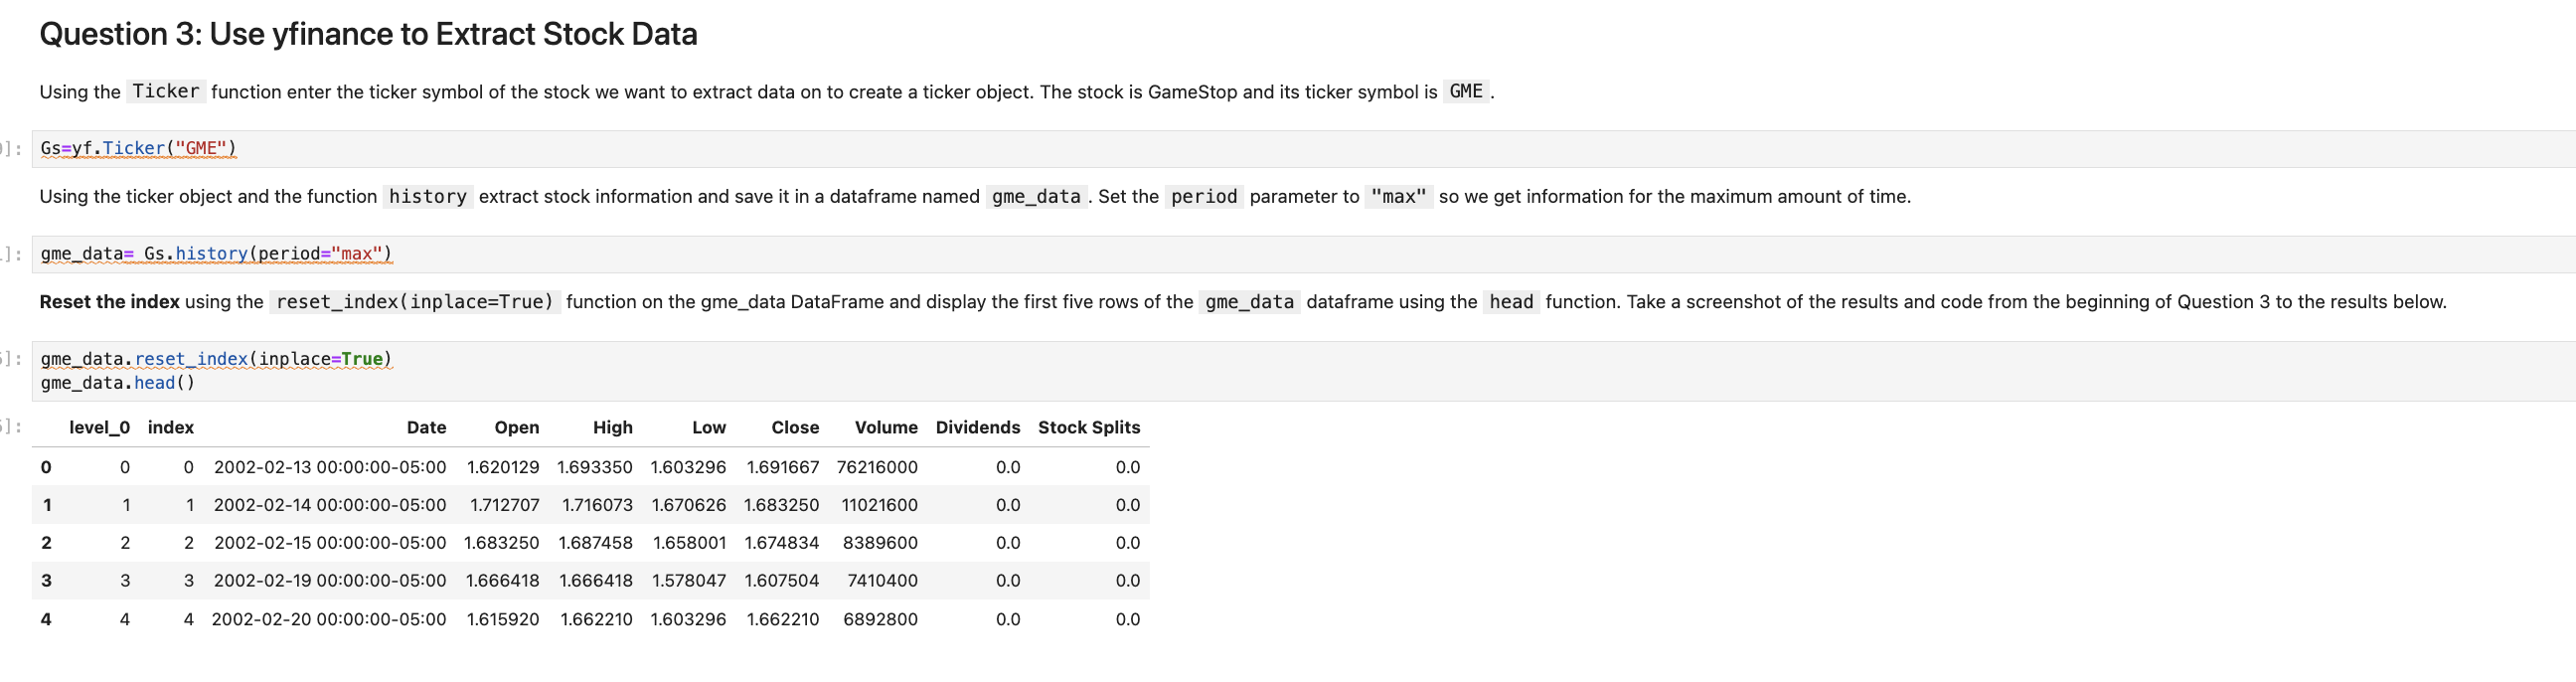 Question 3: Use yfinance to Extract Stock Data
Using the Ticker function enter the ticker symbol of the stock we want to extract data on to create a ticker object. The stock is GameStop and its ticker symbol is GME .
]: Gs=yf.Ticker("GME")
Using the ticker object and the function history extract stock information and save it in a dataframe named gme_data . Set the period parameter to "max" so we get information for the maximum amount of time.
]: gme_data= Gs.history(period="max")
Reset the index using the reset_index(inplace=True) function on the gme_data DataFrame and display the first five rows of the gme_data dataframe using the head function. Take a screenshot of the results and code from the beginning of Question 3 to the results below.
]: gme_data.reset_index(inplace=True)
gme_data.head()
]: level_0 index Date Open High Low Close Volume Dividends Stock Splits
0 0 0 2002-02-13 00:00:00-05:00 1.620129 1.693350 1.603296 1.691667 76216000 0.0 0.0
1 1 1 2002-02-14 00:00:00-05:00 1.712707 1.716073 1.670626 1.683250 11021600 0.0 0.0
2 2 2 2002-02-15 00:00:00-05:00 1.683250 1.687458 1.658001 1.674834 8389600 0.0 0.0
3 3 3 2002-02-19 00:00:00-05:00 1.666418 1.666418 1.578047 1.607504 7410400 0.0 0.0
4 4 4 2002-02-20 00:00:00-05:00 1.615920 1.662210 1.603296 1.662210 6892800 0.0 0.0